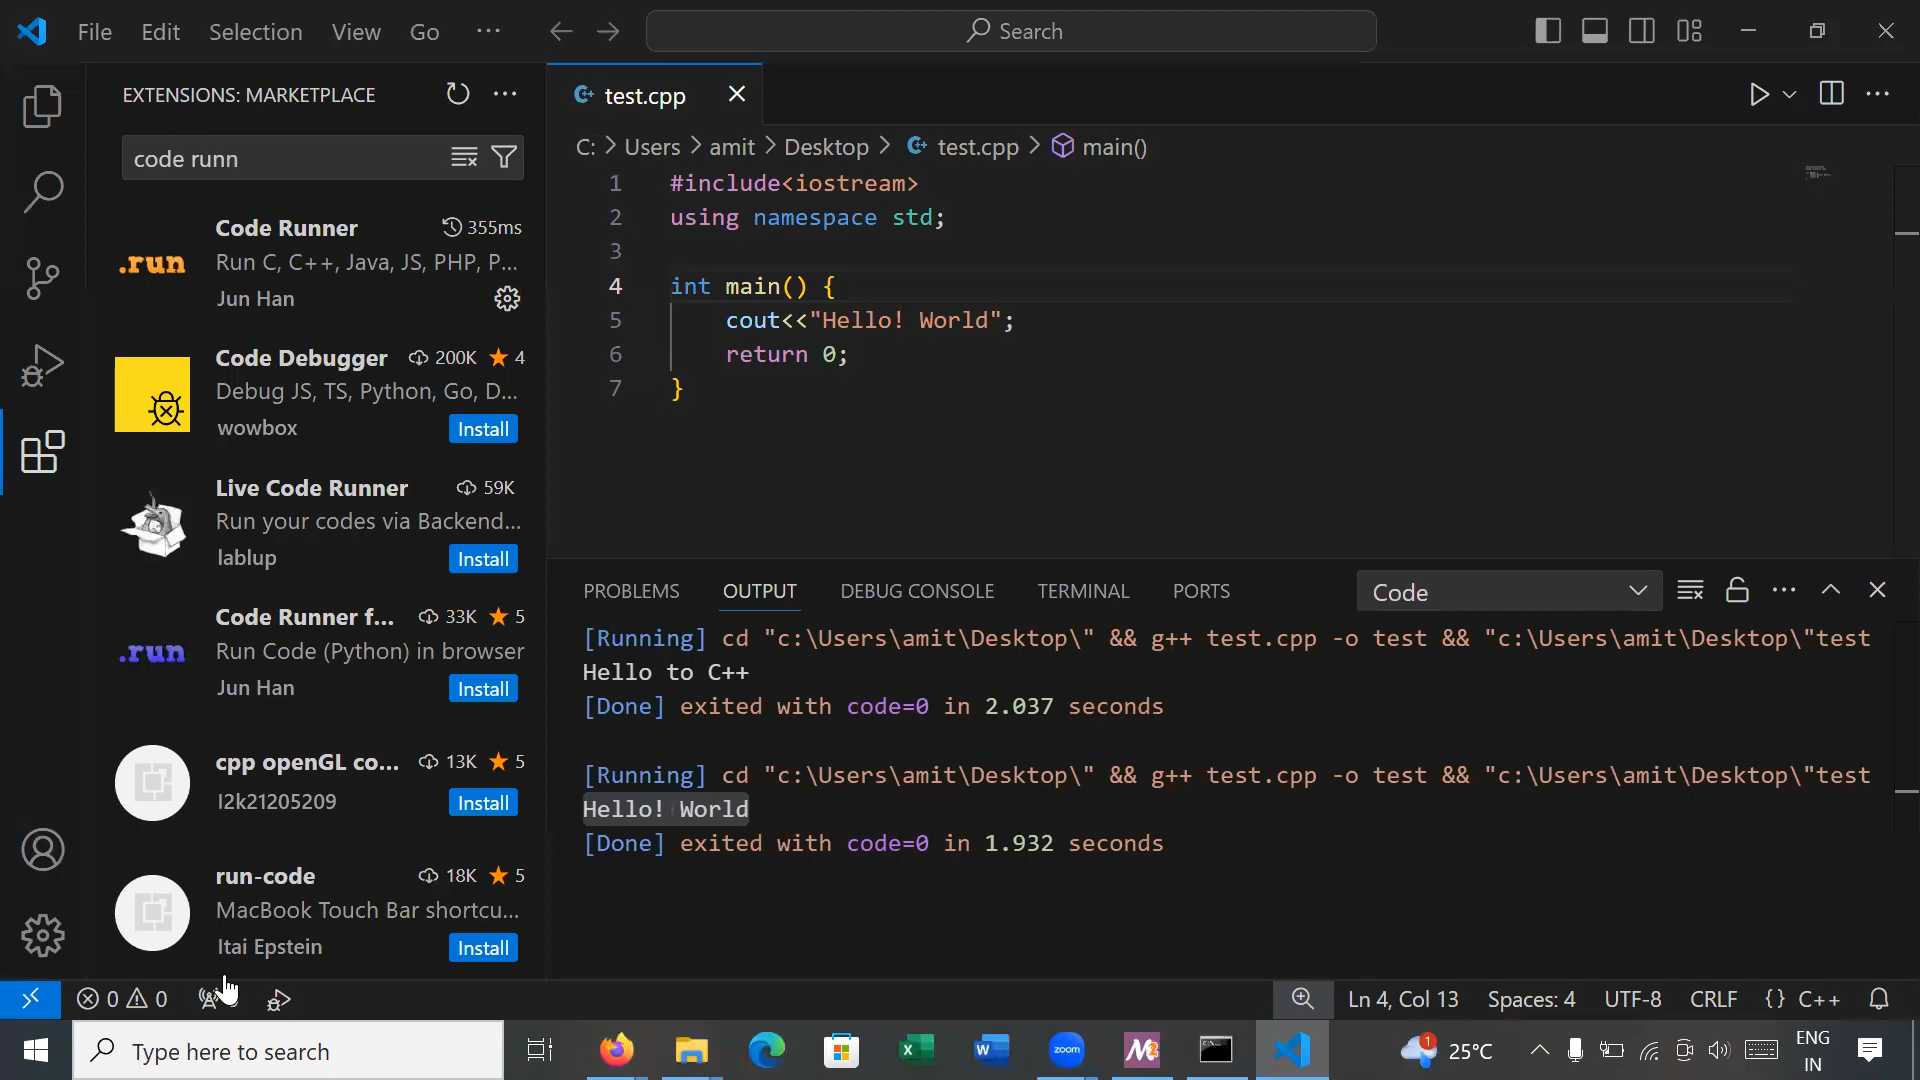 File Edit Selection View Go ··· Search
EXTENSIONS: MARKETPLACE
code runn
Code Runner 355ms
.run
Run C, C++, Java, JS, PHP, P...
Jun Han
Code Debugger 200K 4
Debug JS, TS, Python, Go, D...
wowbox Install
Live Code Runner 59K
Run your codes via Backend...
lablup Install
Code Runner f... 33K 5
.run
Run Code (Python) in browser
Jun Han Install
cpp openGL co... 13K 5
l2k21205209 Install
run-code 18K 5
MacBook Touch Bar shortcu...
Itai Epstein Install
test.cpp
C: > Users > amit > Desktop > test.cpp > main()
1 #include<iostream>
2 using namespace std;
3
4 int main() {
5 cout<<"Hello! World";
6 return 0;
7 }
PROBLEMS OUTPUT DEBUG CONSOLE TERMINAL PORTS Code
[Running] cd "c:\Users\amit\Desktop\" && g++ test.cpp -o test && "c:\Users\amit\Desktop\"test
Hello to C++
[Done] exited with code=0 in 2.037 seconds
[Running] cd "c:\Users\amit\Desktop\" && g++ test.cpp -o test && "c:\Users\amit\Desktop\"test
Hello! World
[Done] exited with code=0 in 1.932 seconds
0 0 Ln 4, Col 13 Spaces: 4 UTF-8 CRLF {} C++
Type here to search
zoom
1
25°C
ENG
IN